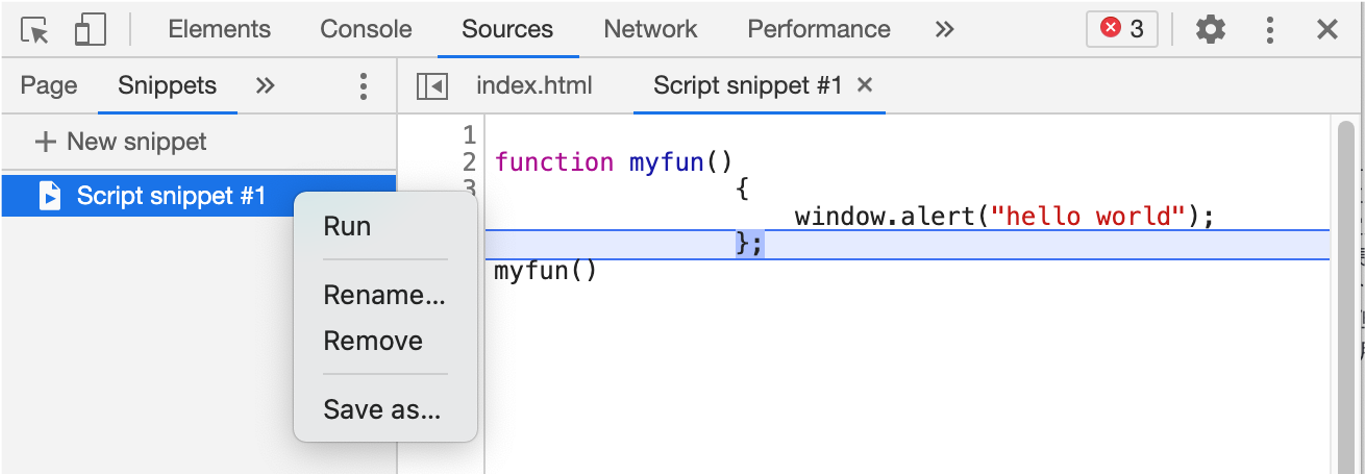 Elements Console Sources Network Performance » 3
Page Snippets » index.html Script snippet #1 ×
+ New snippet
Script snippet #1
Run
Rename...
Remove
Save as...
1
2 function myfun()
3 {
window.alert("hello world");
};
myfun()